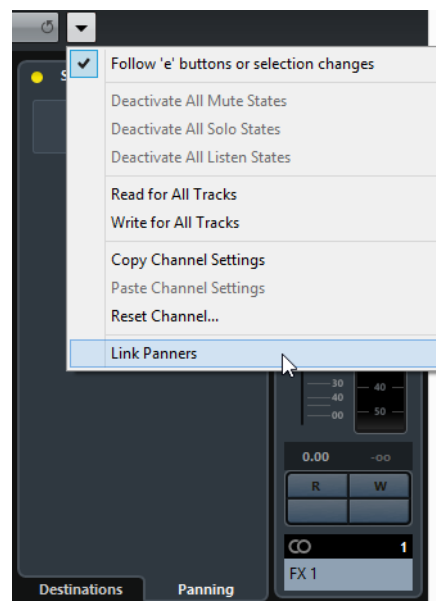 S
Follow 'e' buttons or selection changes
Deactivate All Mute States
Deactivate All Solo States
Deactivate All Listen States
Read for All Tracks
Write for All Tracks
Copy Channel Settings
Paste Channel Settings
Reset Channel...
Link Panners
30
40
00
40
50
0.00
-oo
R
W
1
FX 1
Destinations
Panning